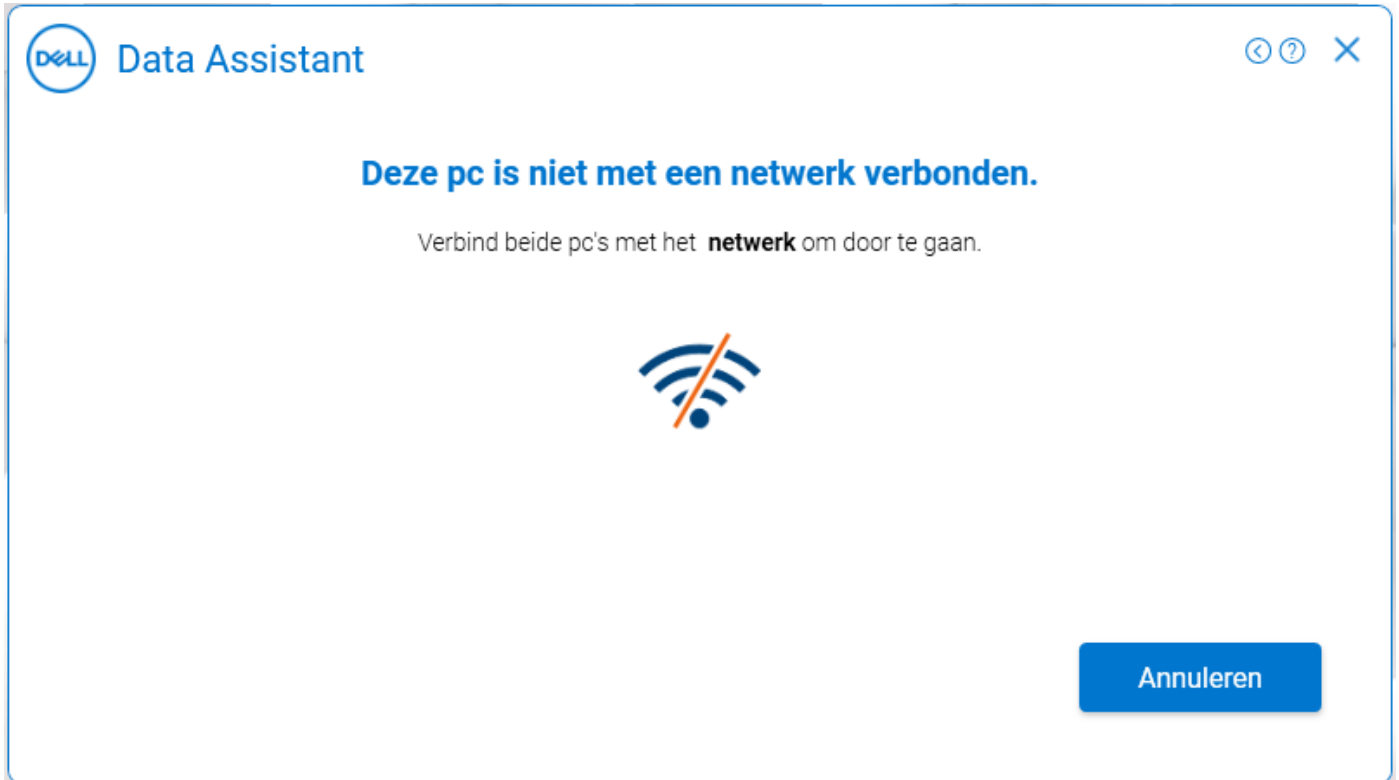 DELL Data Assistant
Deze pc is niet met een netwerk verbonden.
Verbind beide pc's met het netwerk om door te gaan.
Annuleren